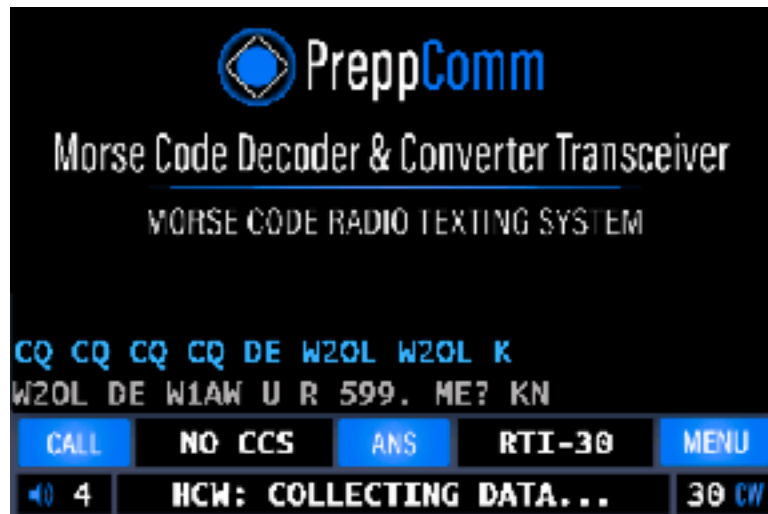 PreppComm
Morse Code Decoder & Converter Transceiver
MORSE CODE RADIO TEXTING SYSTEM
CQ CQ CQ CQ DE W2OL W2OL K
W2OL DE W1AW U R 599. ME? KN
CALL NO CCS ANS RTI-30 MENU
4 HCW: COLLECTING DATA... 30 CW